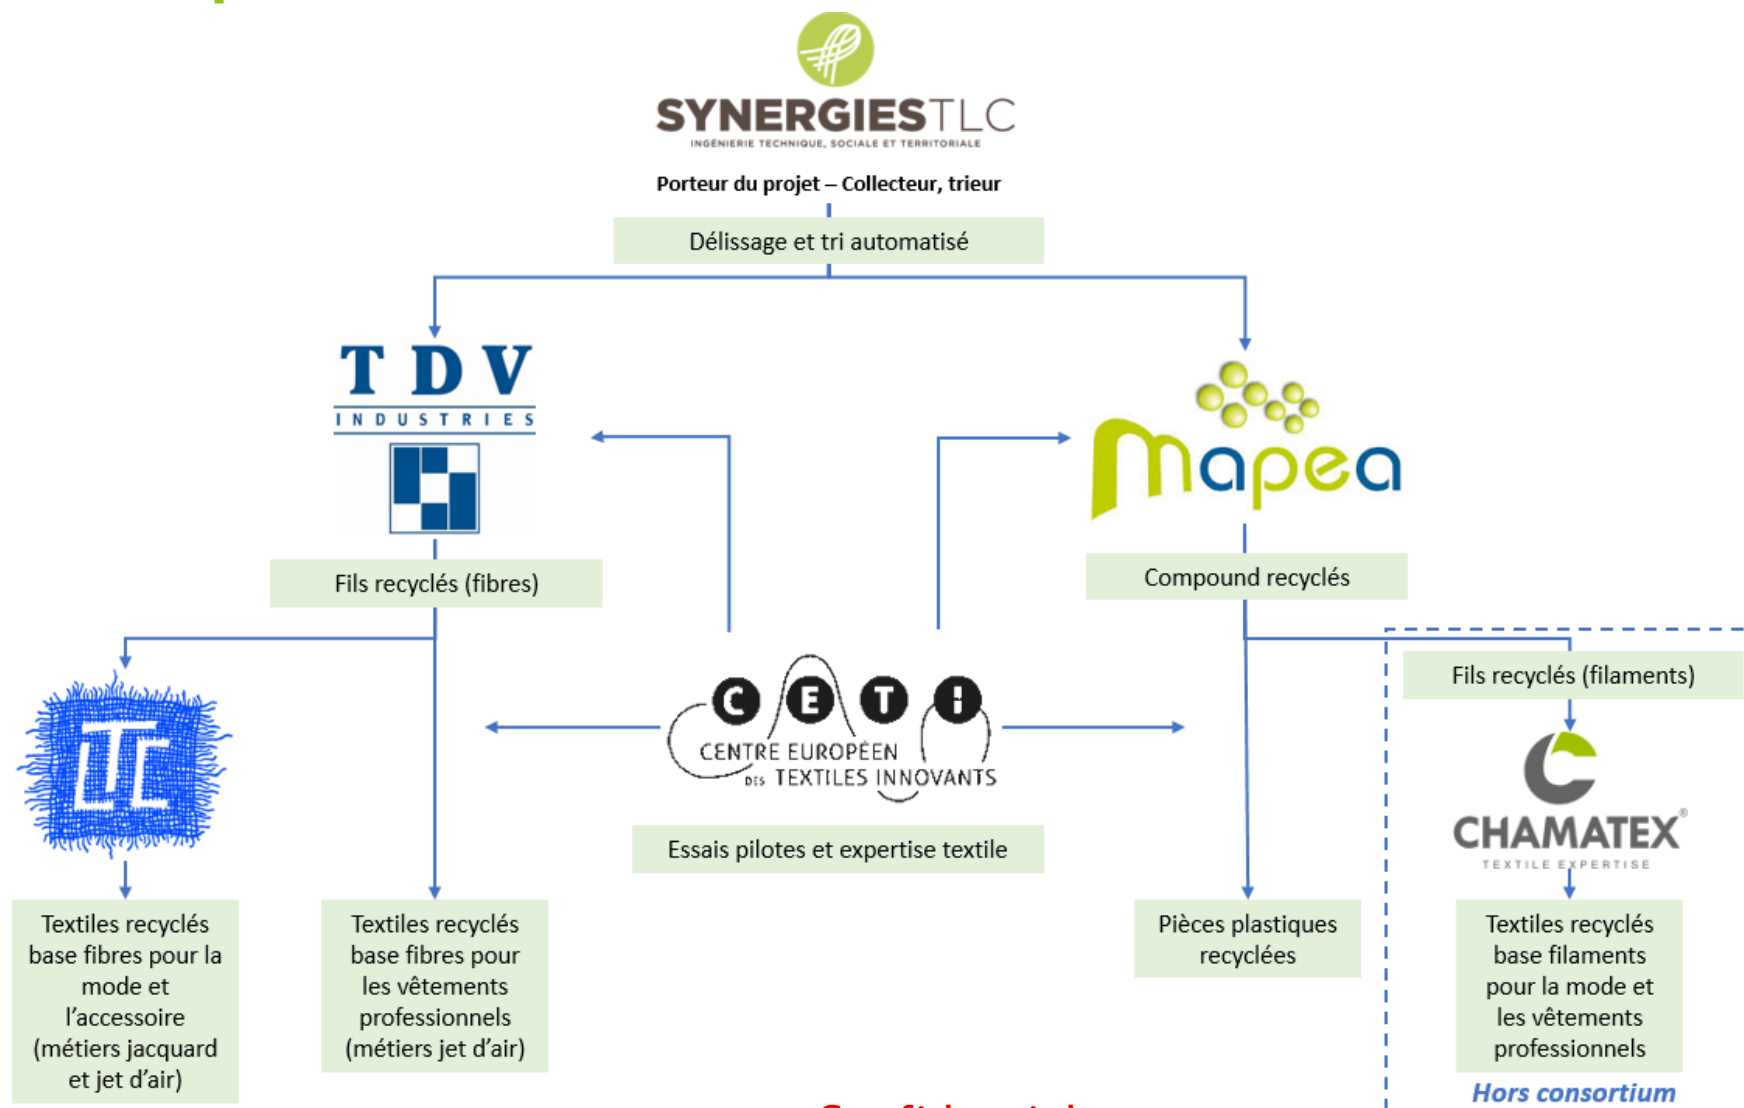 SYNERGIESTLC
INGÉNIERIE TECHNIQUE, SOCIALE ET TERRITORIALE
Porteur du projet – Collecteur, trieur
Délissage et tri automatisé
TDV
INDUSTRIES
mapea
Fils recyclés (fibres)
Compound recyclés
Fils recyclés (filaments)
LTC
CETI
CENTRE EUROPÉEN
DES TEXTILES INNOVANTS
Essais pilotes et expertise textile
CHAMATEX®
TEXTILE EXPERTISE
Textiles recyclés
base fibres pour la
mode et
l'accessoire
(métiers jacquard
et jet d'air)
Textiles recyclés
base fibres pour
les vêtements
professionnels
(métiers jet d'air)
Pièces plastiques
recyclées
Textiles recyclés
base filaments
pour la mode et
les vêtements
professionnels
Hors consortium